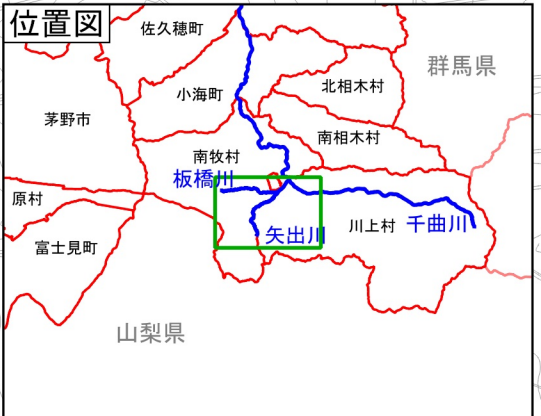 位置図
佐久穂町
群馬県
小海町
北相木村
茅野市
南相木村
南牧村
板橋川
原村
川上村
千曲川
矢出川
富士見町
山梨県